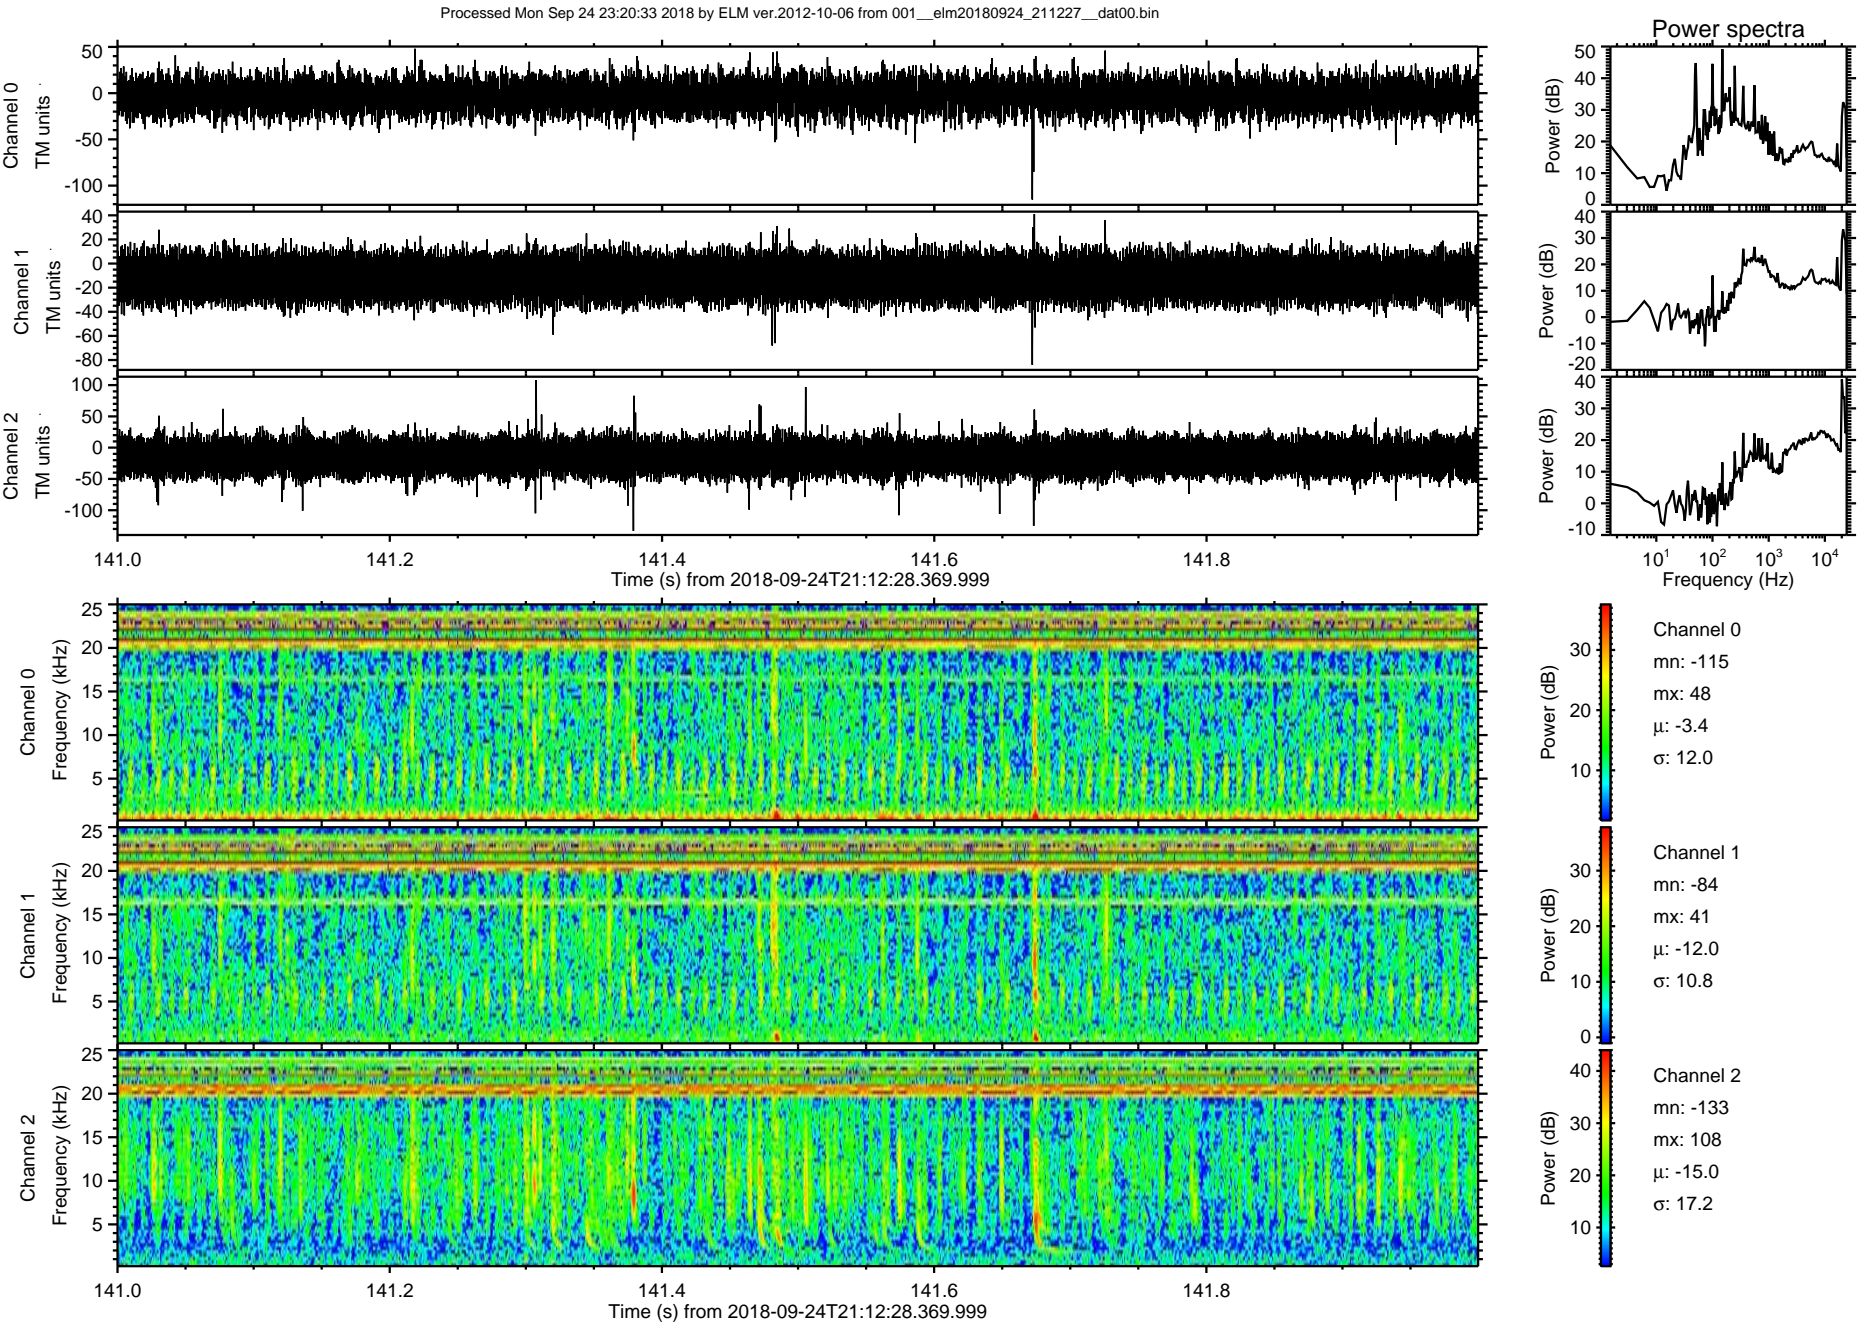 Processed Mon Sep 24 23:20:33 2018 by ELM ver.2012-10-06 from 001__elm20180924_211227__dat00.bin
Power spectra
Channel 0
TM units
50
0
-50
-100
Power (dB)
50
40
30
20
10
0
Channel 1
TM units
40
20
0
-20
-40
-60
-80
Power (dB)
40
30
20
10
0
-10
-20
Channel 2
TM units
100
50
0
-50
-100
Power (dB)
40
30
20
10
0
-10
141.0 141.2 141.4 141.6 141.8
Time (s) from 2018-09-24T21:12:28.369.999
10¹ 10² 10³ 10⁴
Frequency (Hz)
Channel 0
Frequency (kHz)
25
20
15
10
5
Power (dB)
30
20
10
Channel 0
mn: -115
mx: 48
μ: -3.4
σ: 12.0
Channel 1
Frequency (kHz)
25
20
15
10
5
Power (dB)
30
20
10
0
Channel 1
mn: -84
mx: 41
μ: -12.0
σ: 10.8
Channel 2
Frequency (kHz)
25
20
15
10
5
Power (dB)
40
30
20
10
Channel 2
mn: -133
mx: 108
μ: -15.0
σ: 17.2
141.0 141.2 141.4 141.6 141.8
Time (s) from 2018-09-24T21:12:28.369.999